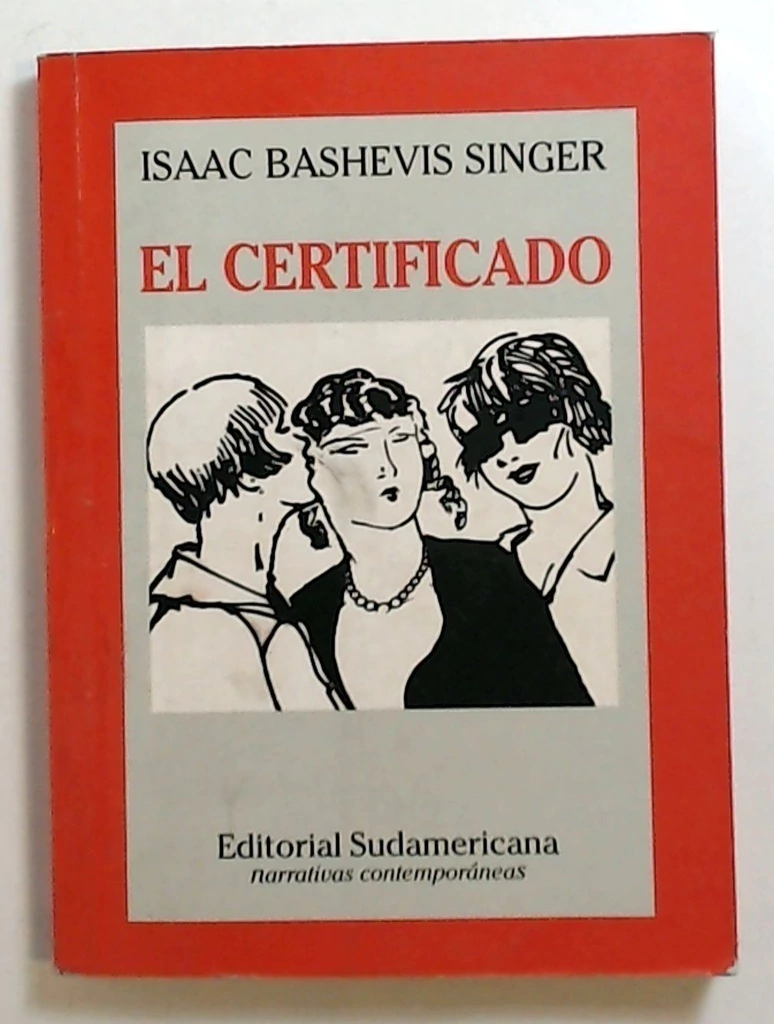 ISAAC BASHEVIS SINGER
EL CERTIFICADO
Editorial Sudamericana
narrativas contemporáneas